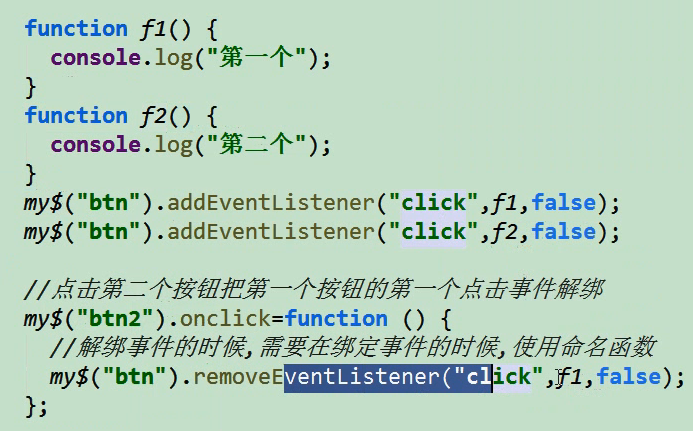 function f1() {
  console.log("第一个");
}
function f2() {
  console.log("第二个");
}
my$("btn").addEventListener("click",f1,false);
my$("btn").addEventListener("click",f2,false);
//点击第二个按钮把第一个按钮的第一个点击事件解绑
my$("btn2").onclick=function () {
  //解绑事件的时候,需要在绑定事件的时候,使用命名函数
  my$("btn").removeEventListener("click",f1,false);
};